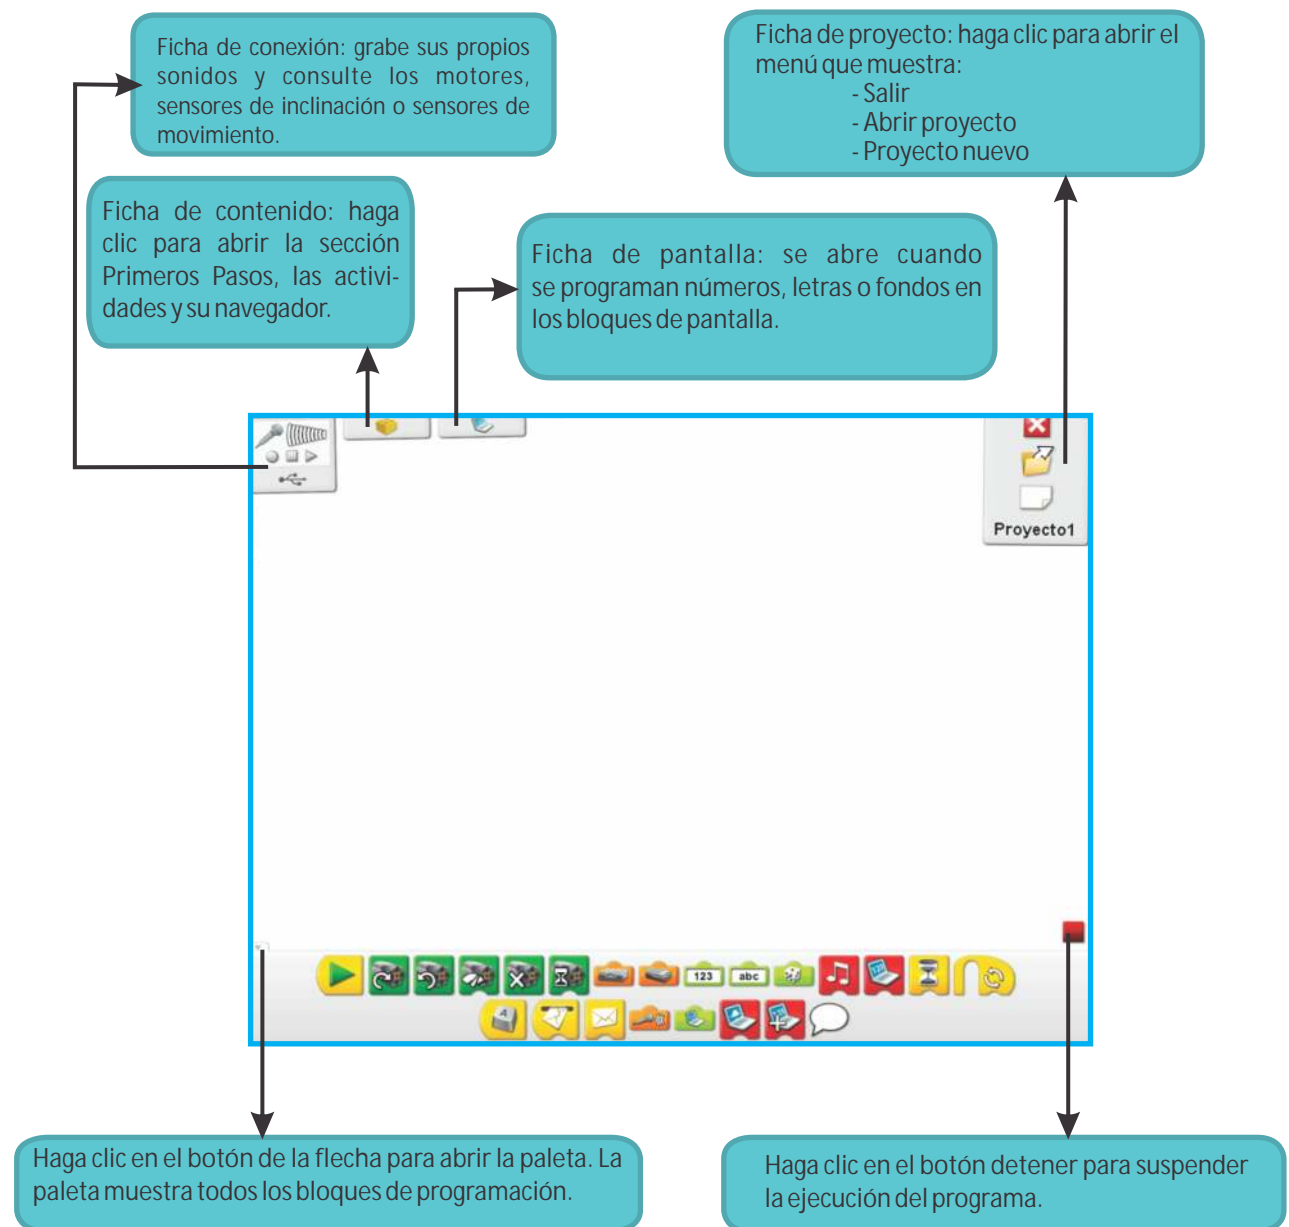 Ficha de conexión: grabe sus propios
sonidos y consulte los motores,
sensores de inclinación o sensores de
movimiento.
Ficha de proyecto: haga clic para abrir el
menú que muestra:
- Salir
- Abrir proyecto
- Proyecto nuevo
Ficha de contenido: haga
clic para abrir la sección
Primeros Pasos, las activi-
dades y su navegador.
Ficha de pantalla: se abre cuando
se programan números, letras o fondos en
los bloques de pantalla.
Proyecto1
123
abc
A
Haga clic en el botón de la flecha para abrir la paleta. La
paleta muestra todos los bloques de programación.
Haga clic en el botón detener para suspender
la ejecución del programa.